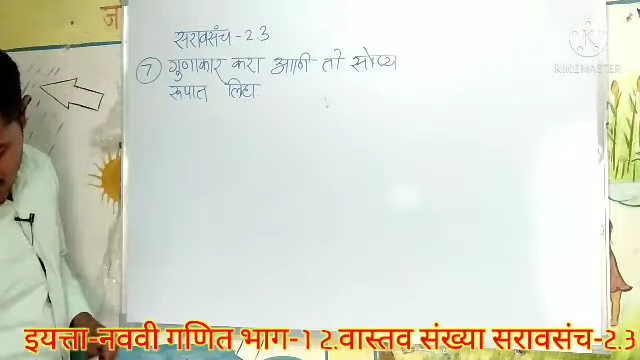 ज
सरावसंच - 2.3
(7) गुणाकार करा आणि तो सोप्य
रूपात लिहा
KINEMASTER
इयत्ता-नववी गणित भाग-1 2.वास्तव संख्या सरावसंच-2.3